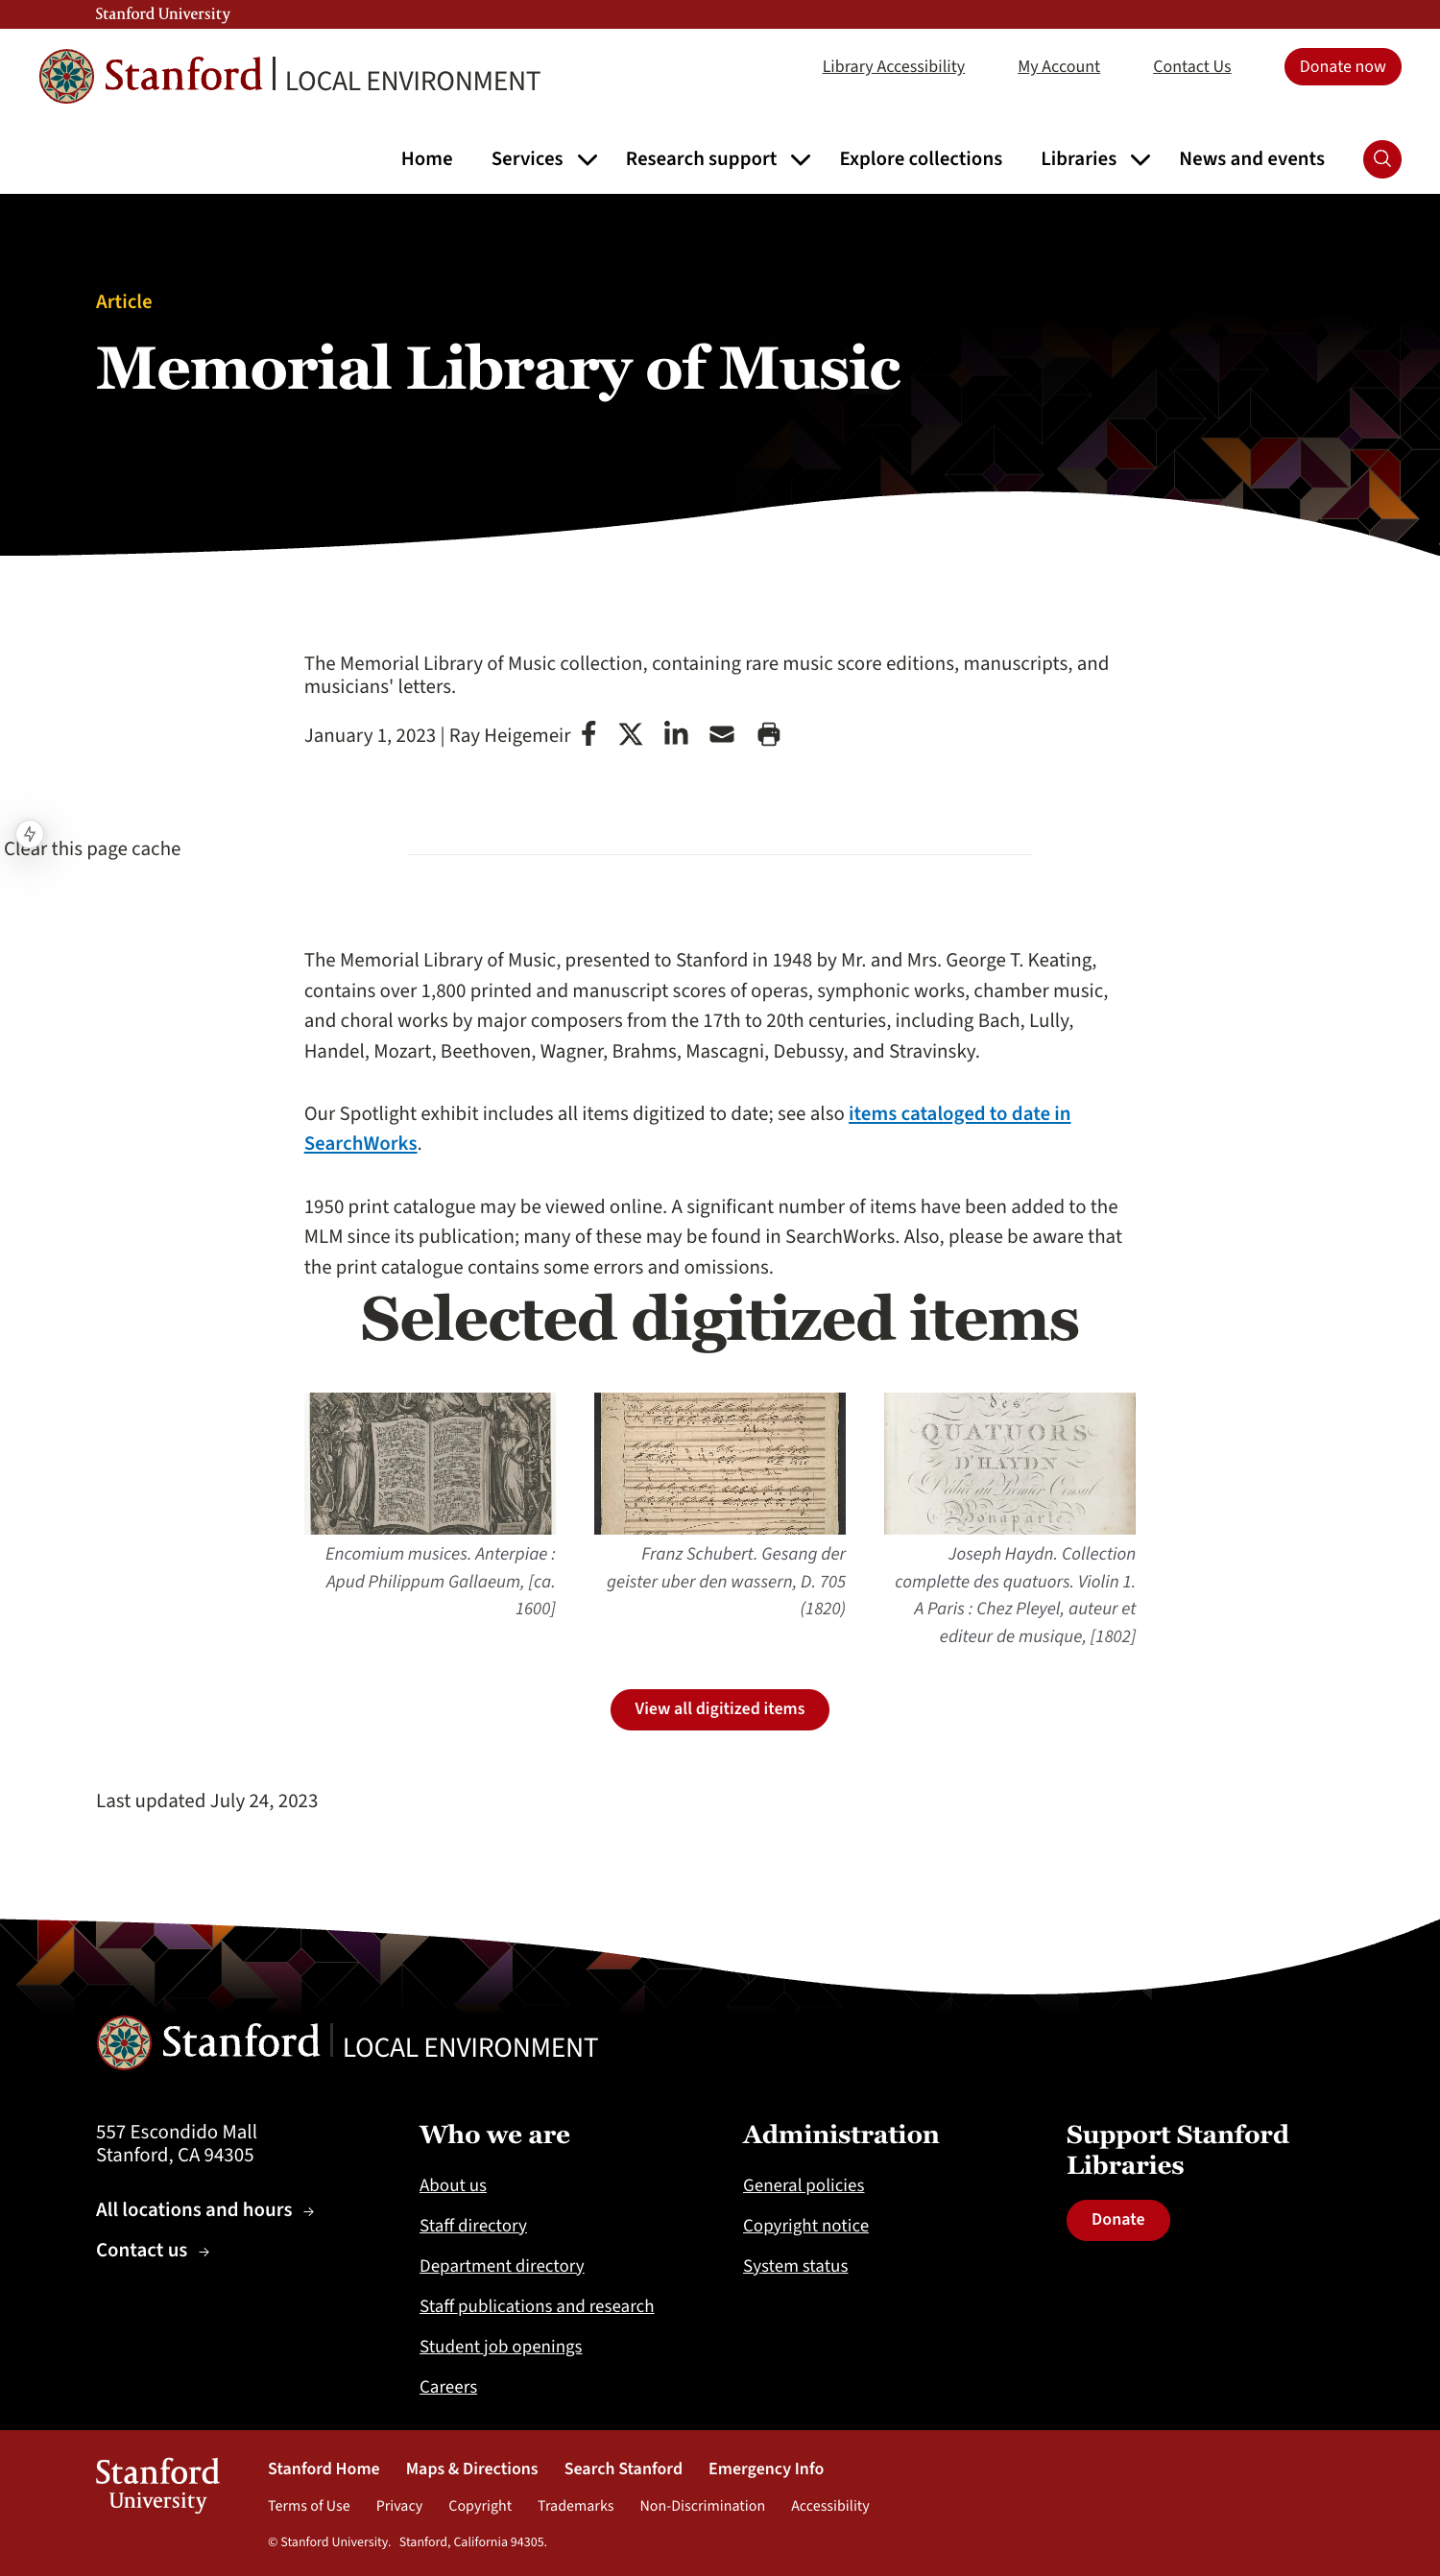 Stanford University
Stanford | LOCAL ENVIRONMENT
Library Accessibility
My Account
Contact Us
Donate now
Home
Services
Research support
Explore collections
Libraries
News and events
Article
Memorial Library of Music
The Memorial Library of Music collection, containing rare music score editions, manuscripts, and
musicians' letters.
January 1, 2023 | Ray Heigemeir
Clear this page cache
The Memorial Library of Music, presented to Stanford in 1948 by Mr. and Mrs. George T. Keating,
contains over 1,800 printed and manuscript scores of operas, symphonic works, chamber music,
and choral works by major composers from the 17th to 20th centuries, including Bach, Lully,
Handel, Mozart, Beethoven, Wagner, Brahms, Mascagni, Debussy, and Stravinsky.
Our Spotlight exhibit includes all items digitized to date; see also items cataloged to date in
SearchWorks.
1950 print catalogue may be viewed online. A significant number of items have been added to the
MLM since its publication; many of these may be found in SearchWorks. Also, please be aware that
the print catalogue contains some errors and omissions.
Selected digitized items
des
QUATUORS
D'HAYDN
Dédiée au Premier Consul
Bonaparte
Encomium musices. Anterpiae :
Apud Philippum Gallaeum, [ca.
1600]
Franz Schubert. Gesang der
geister uber den wassern, D. 705
(1820)
Joseph Haydn. Collection
complette des quatuors. Violin 1.
A Paris : Chez Pleyel, auteur et
editeur de musique, [1802]
View all digitized items
Last updated July 24, 2023
Stanford | LOCAL ENVIRONMENT
557 Escondido Mall
Stanford, CA 94305
All locations and hours →
Contact us →
Who we are
About us
Staff directory
Department directory
Staff publications and research
Student job openings
Careers
Administration
General policies
Copyright notice
System status
Support Stanford
Libraries
Donate
Stanford
University
Stanford Home
Maps & Directions
Search Stanford
Emergency Info
Terms of Use
Privacy
Copyright
Trademarks
Non-Discrimination
Accessibility
© Stanford University. Stanford, California 94305.